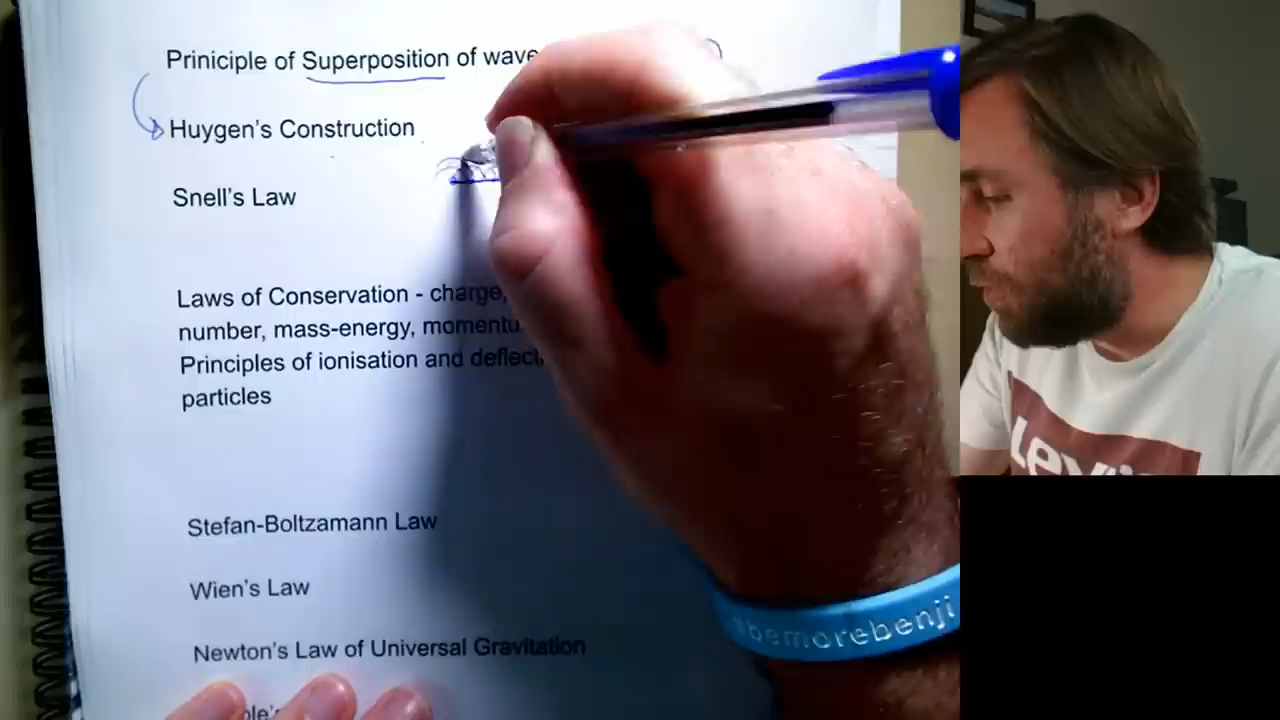 Priniciple of Superposition of wave
Huygen's Construction
Snell's Law
Laws of Conservation - charge,
number, mass-energy, momentu
Principles of ionisation and deflect
particles
Stefan-Boltzamann Law
Wien's Law
Newton's Law of Universal Gravitation
ble's
#bemorebenji
Levi's